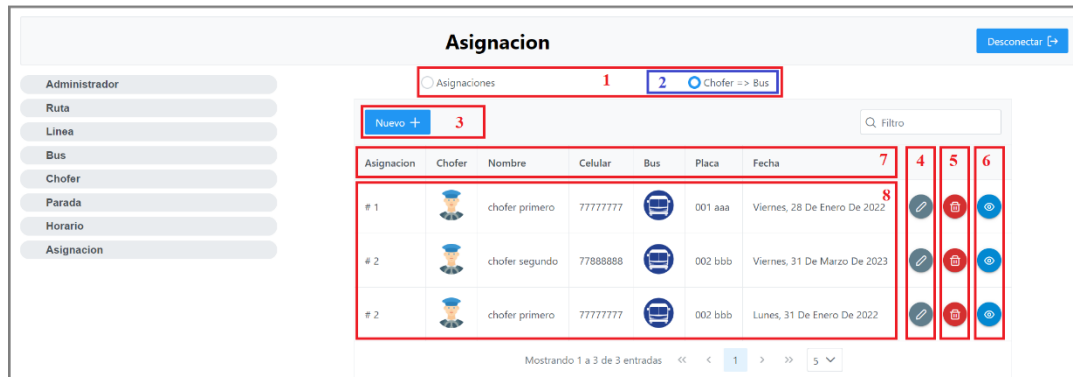 Asignacion
Desconectar
Administrador
Ruta
Linea
Bus
Chofer
Parada
Horario
Asignacion
Asignaciones 1 2 Chofer => Bus
Nuevo + 3
Filtro
Asignacion Chofer Nombre Celular Bus Placa Fecha 7 4 5 6
8
# 1 chofer primero 77777777 001 aaa Viernes, 28 De Enero De 2022
# 2 chofer segundo 77888888 002 bbb Viernes, 31 De Marzo De 2023
# 2 chofer primero 77777777 002 bbb Lunes, 31 De Enero De 2022
Mostrando 1 a 3 de 3 entradas << < 1 > >> 5